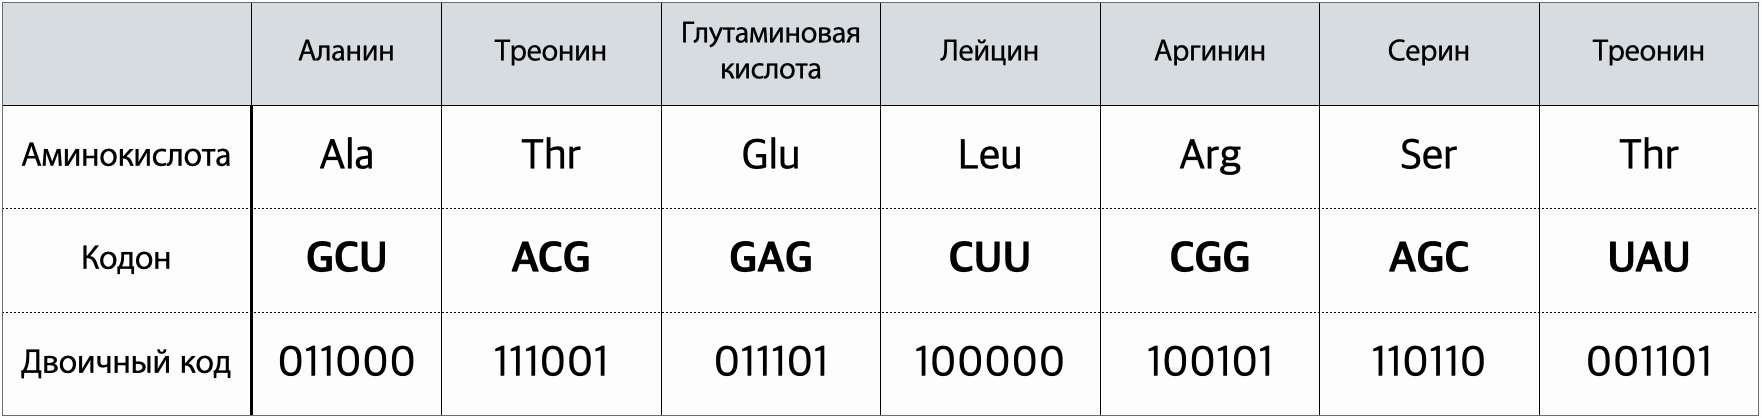 Аланин Треонин Глутаминовая кислота Лейцин Аргинин Серин Треонин
Аминокислота Ala Thr Glu Leu Arg Ser Thr
Кодон GCU ACG GAG CUU CGG AGC UAU
Двоичный код 011000 111001 011101 100000 100101 110110 001101